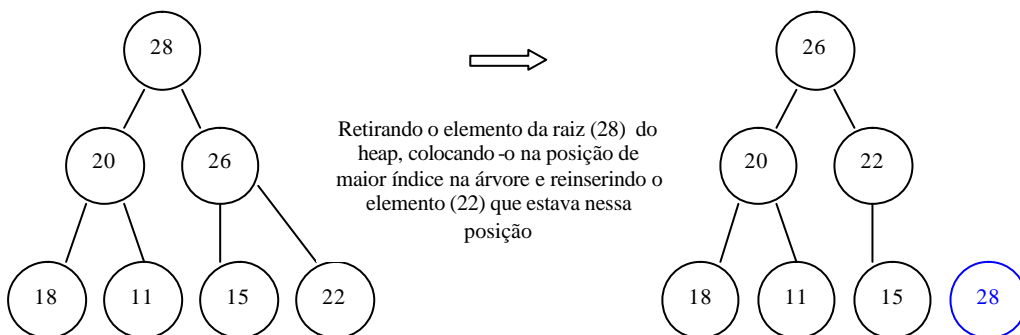 28
26
Retirando o elemento da raiz (28) do
heap, colocando -o na posição de
maior índice na árvore e reinserindo o
elemento (22) que estava nessa
posição
20
26
20
22
18
11
15
22
18
11
15
28